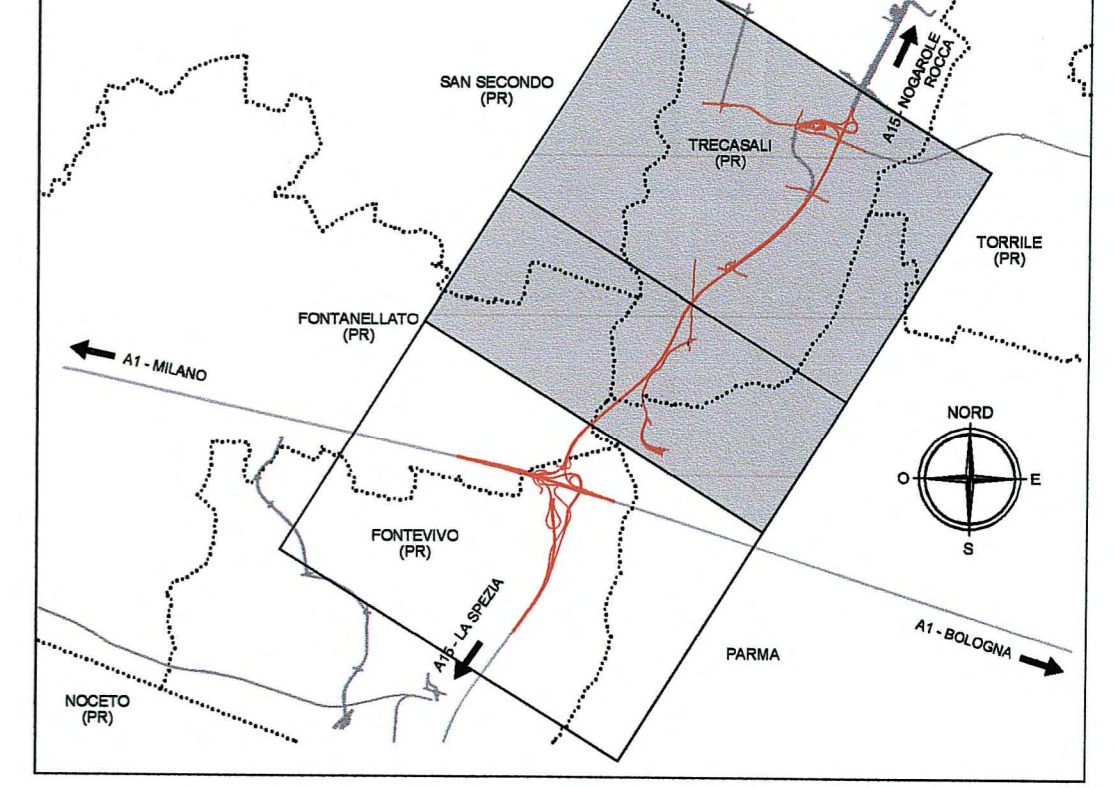 A15 - NOGAROLE
ROCCA
SAN SECONDO
(PR)
TRECASALI
(PR)
TORRILE
(PR)
FONTANELLATO
(PR)
A1 - MILANO
NORD
O
E
S
FONTEVIVO
(PR)
A15 - LA SPEZIA
A1 - BOLOGNA
PARMA
NOCETO
(PR)